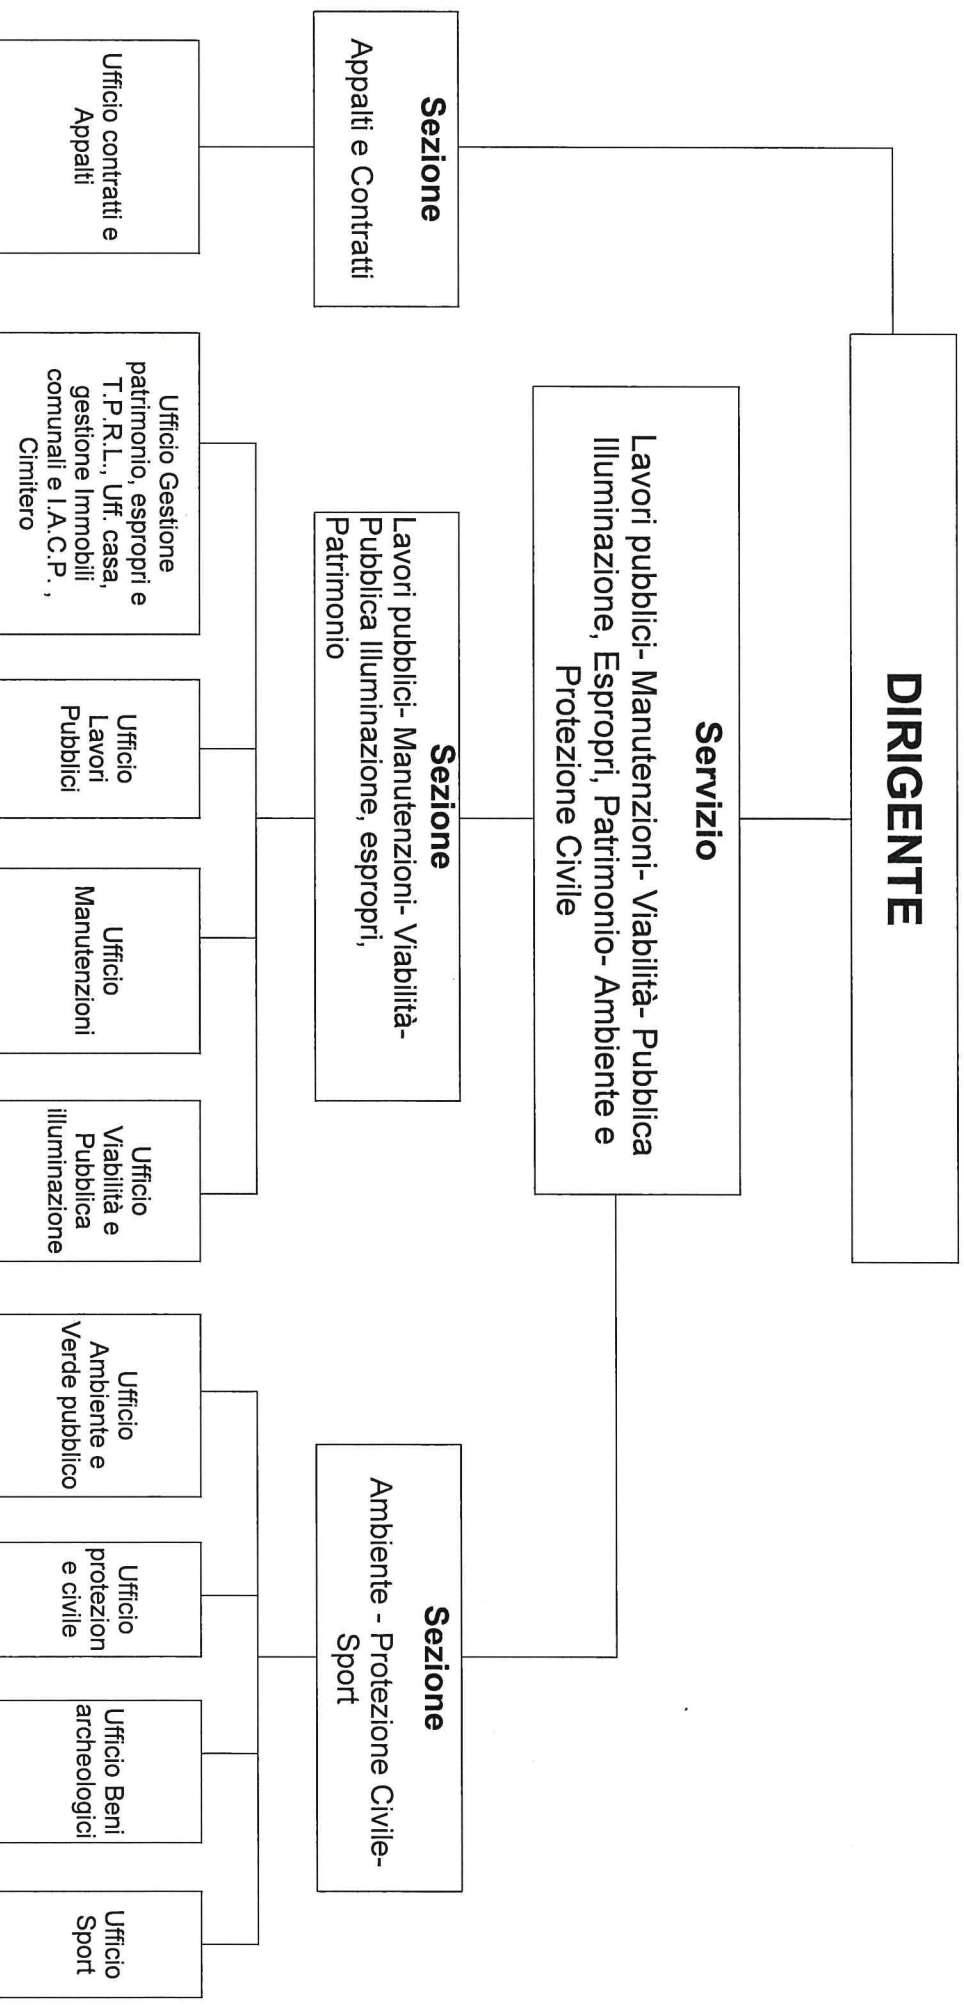 DIRIGENTE
Servizio
Lavori pubblici- Manutenzioni- Viabilità- Pubblica
Illuminazione, Espropri, Patrimonio- Ambiente e
Protezione Civile
Sezione
Appalti e Contratti
Sezione
Lavori pubblici- Manutenzioni- Viabilità-
Pubblica Illuminazione, espropri,
Patrimonio
Sezione
Ambiente - Protezione Civile-
Sport
Ufficio contratti e
Appalti
Ufficio Gestione
patrimonio, espropri e
T.P.R.L., Uff. casa,
gestione Immobili
comunali e I.A.C.P. ,
Cimitero
Ufficio
Lavori
Pubblici
Ufficio
Manutenzioni
Ufficio
Viabilità e
Pubblica
illuminazione
Ufficio
Ambiente e
Verde pubblico
Ufficio
protezion
e civile
Ufficio Beni
archeologici
Ufficio
Sport